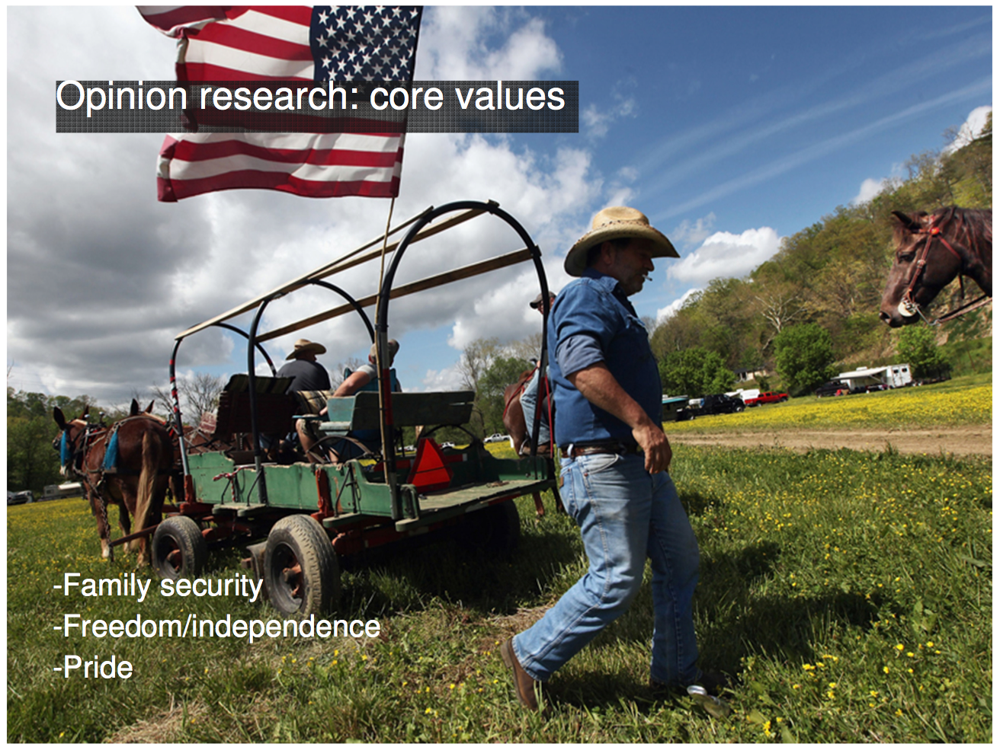 Opinion research: core values
-Family security
-Freedom/independence
-Pride